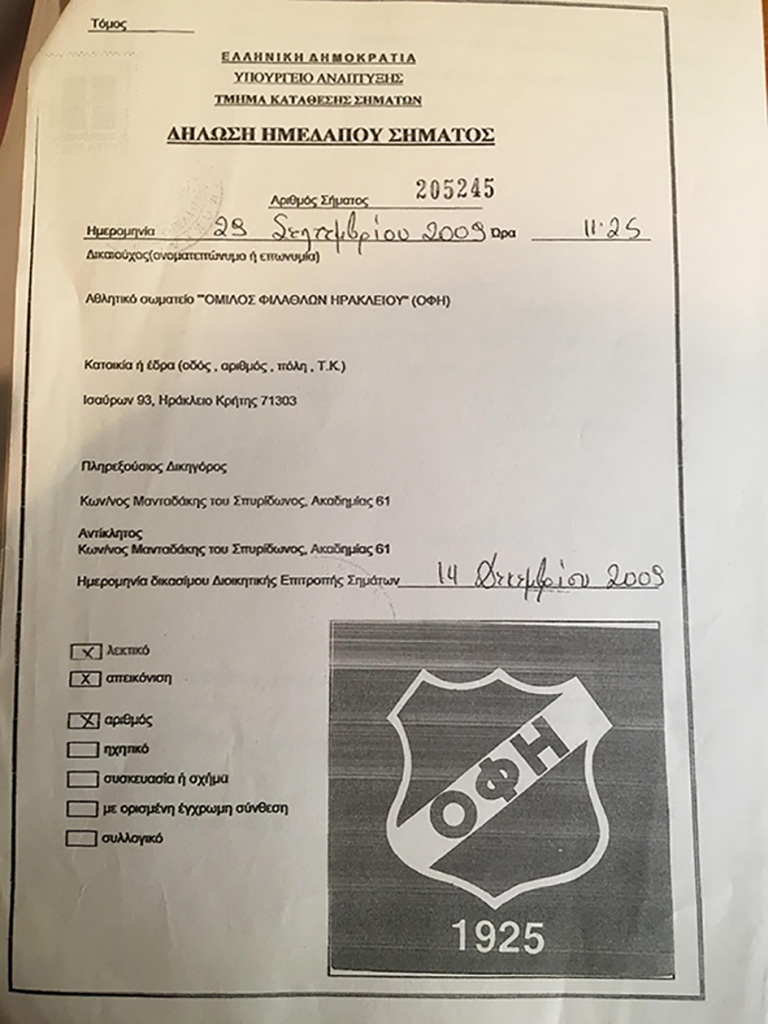 Τόμος
ΕΛΛΗΝΙΚΗ ΔΗΜΟΚΡΑΤΙΑ
ΥΠΟΥΡΓΕΙΟ ΑΝΑΠΤΥΞΗΣ
ΤΜΗΜΑ ΚΑΤΑΘΕΣΗΣ ΣΗΜΑΤΩΝ
ΔΗΛΩΣΗ ΗΜΕΔΑΠΟΥ ΣΗΜΑΤΟΣ
Αριθμός Σήματος 205245
Ημερομηνία 29 Σεπτεμβρίου 2009 Ώρα 11:25
Δικαιούχος(ονοματεπώνυμο ή επωνυμία)
Αθλητικό σωματείο "'ΟΜΙΛΟΣ ΦΙΛΑΘΛΩΝ ΗΡΑΚΛΕΙΟΥ" (ΟΦΗ)
Κατοικία ή έδρα (οδός , αριθμός , πόλη , Τ.Κ.)
Ισαύρων 93, Ηράκλειο Κρήτης 71303
Πληρεξούσιος Δικηγόρος
Κων/νος Μανταδάκης του Σπυρίδωνος, Ακαδημίας 61
Αντίκλητος
Κων/νος Μανταδάκης του Σπυρίδωνος, Ακαδημίας 61
Ημερομηνία δικασίμου Διοικητικής Επιτροπής Σημάτων 14 Δεκεμβρίου 2009
X λεκτικό
X απεικόνιση
X αριθμός
ηχητικό
συσκευασία ή σχήμα
με ορισμένη έγχρωμη σύνθεση
συλλογικό
ΟΦΗ
1925